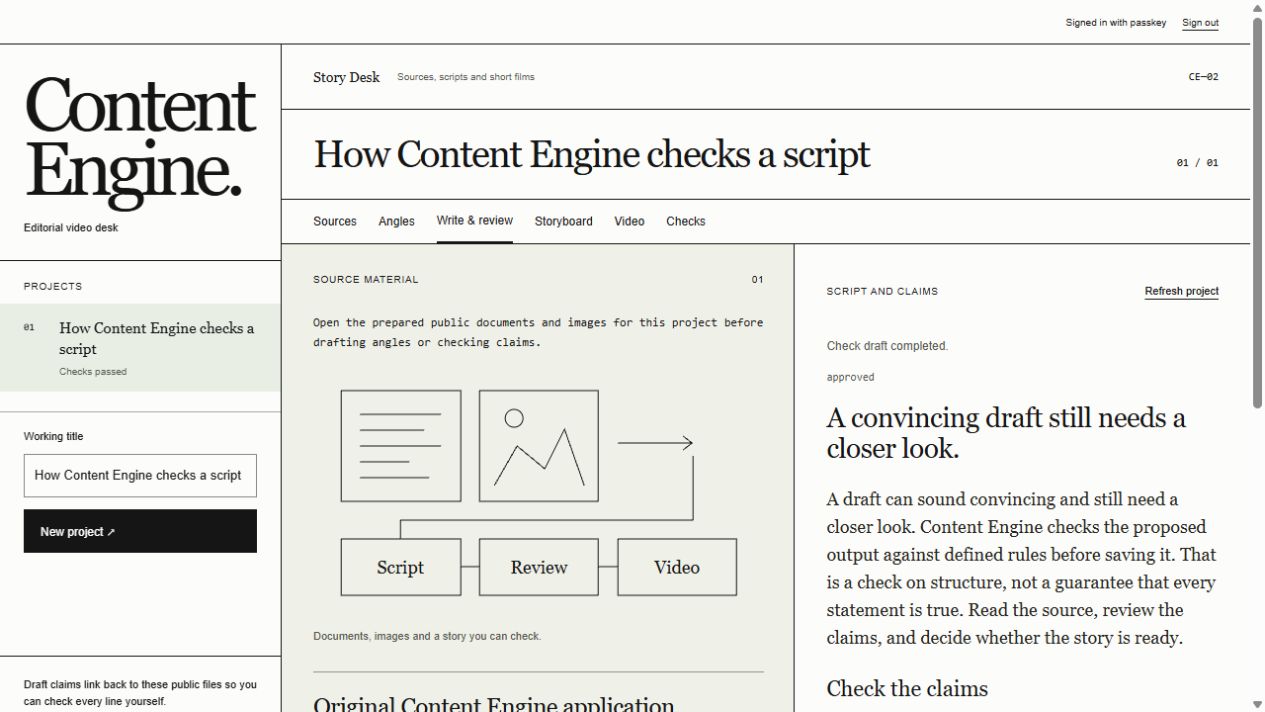 Signed in with passkey Sign out
Content
Engine.
Editorial video desk
PROJECTS
01 How Content Engine checks a
script
Checks passed
Working title
How Content Engine checks a script
New project ↗
Draft claims link back to these public files so you
can check every line yourself.
Story Desk Sources, scripts and short films CE—02
How Content Engine checks a script 01 / 01
Sources Angles Write & review Storyboard Video Checks
SOURCE MATERIAL 01
Open the prepared public documents and images for this project before
drafting angles or checking claims.
Script Review Video
Documents, images and a story you can check.
Original Content Engine application
SCRIPT AND CLAIMS Refresh project
Check draft completed.
approved
A convincing draft still needs a
closer look.
A draft can sound convincing and still need a
closer look. Content Engine checks the proposed
output against defined rules before saving it. That
is a check on structure, not a guarantee that every
statement is true. Read the source, review the
claims, and decide whether the story is ready.
Check the claims